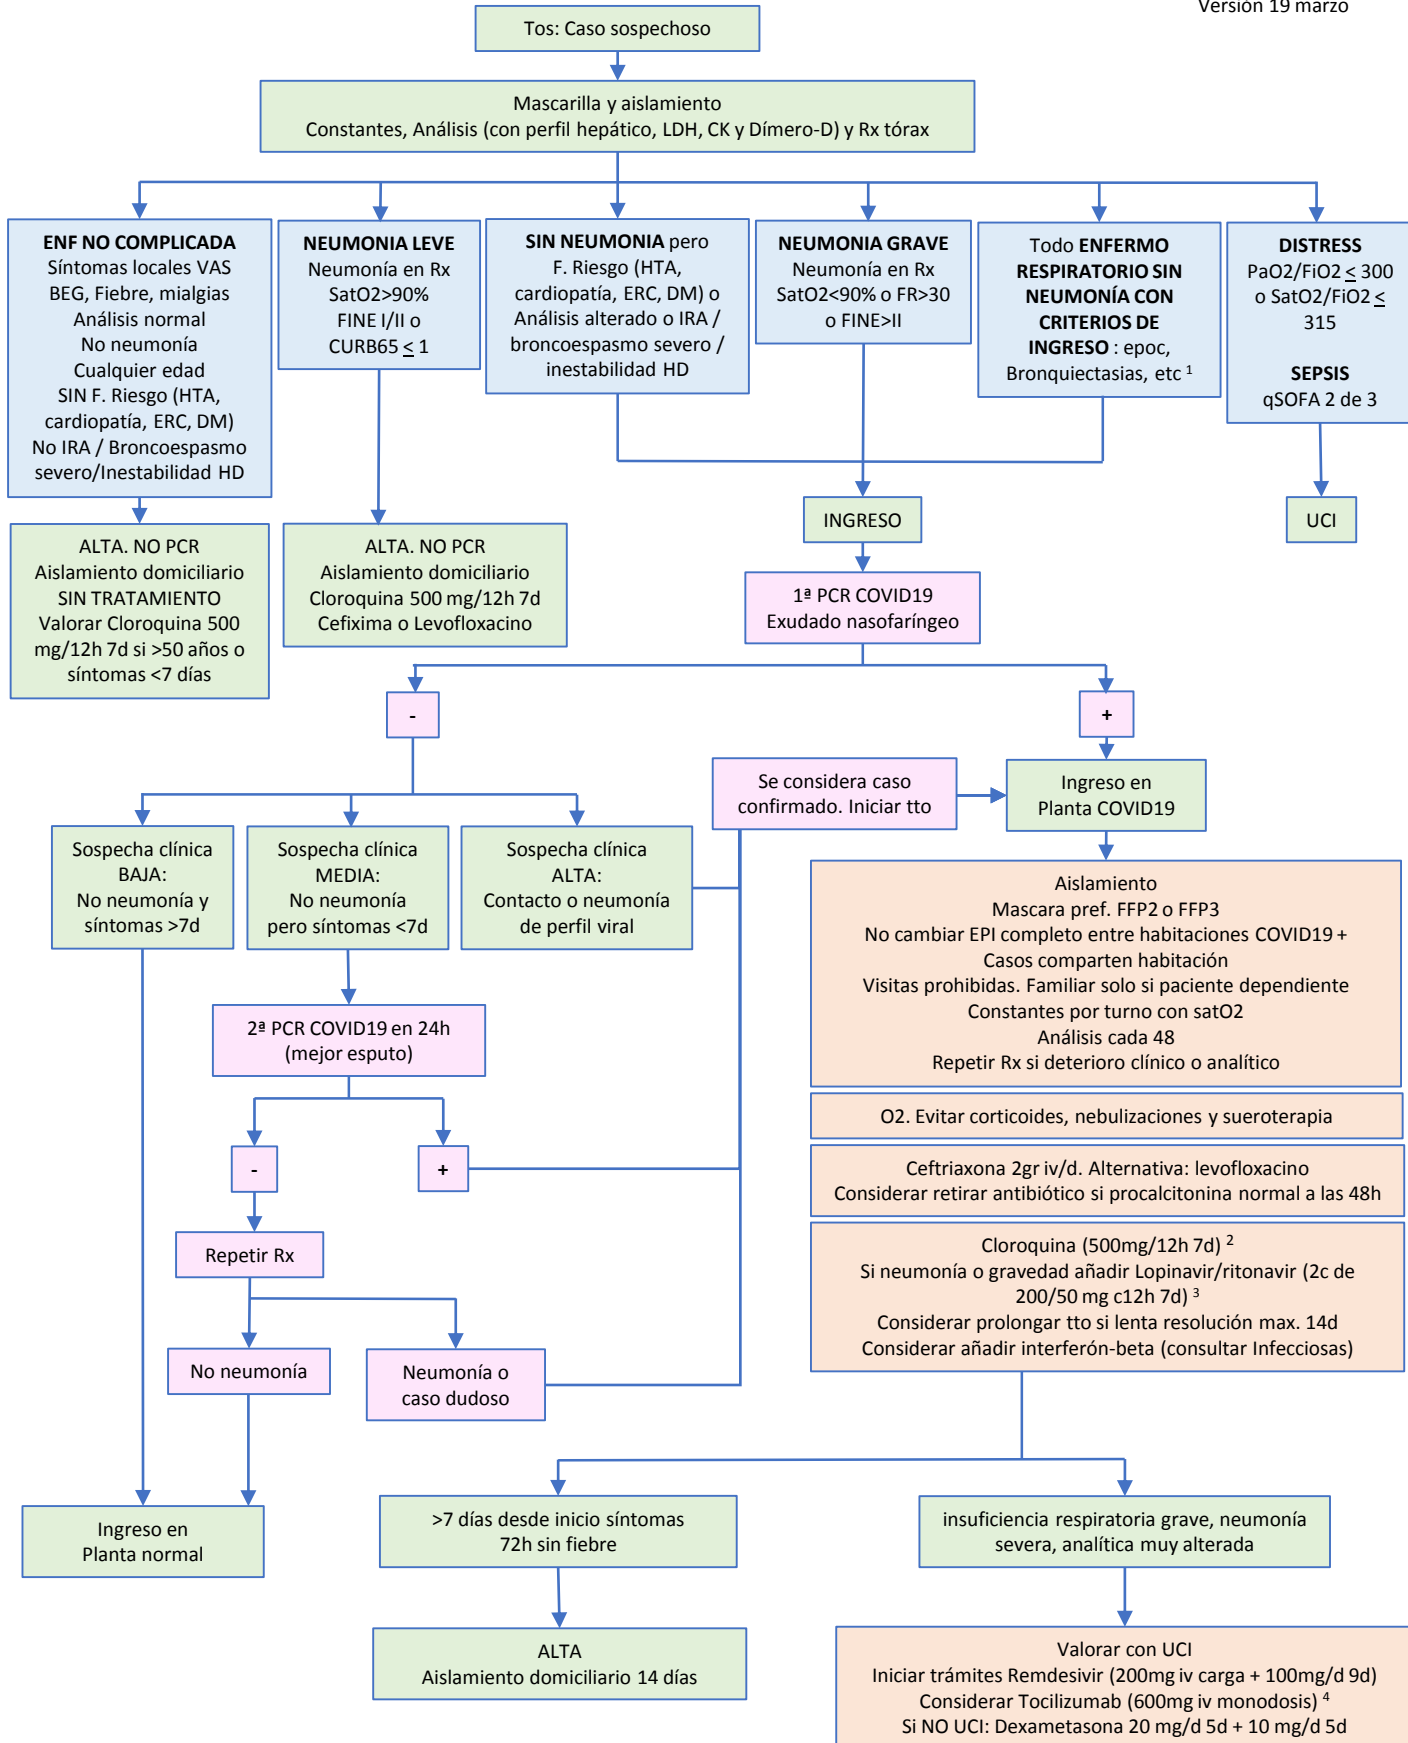 Versión 19 marzo
Tos: Caso sospechoso
Mascarilla y aislamiento
Constantes, Análisis (con perfil hepático, LDH, CK y Dímero-D) y Rx tórax
ENF NO COMPLICADA
Síntomas locales VAS
BEG, Fiebre, mialgias
Análisis normal
No neumonía
Cualquier edad
SIN F. Riesgo (HTA,
cardiopatía, ERC, DM)
No IRA / Broncoespasmo
severo/Inestabilidad HD
NEUMONIA LEVE
Neumonía en Rx
SatO2>90%
FINE I/II o
CURB65 ≤ 1
SIN NEUMONIA pero
F. Riesgo (HTA,
cardiopatía, ERC, DM) o
Análisis alterado o IRA /
broncoespasmo severo /
inestabilidad HD
NEUMONIA GRAVE
Neumonía en Rx
SatO2<90% o FR>30
o FINE>II
Todo ENFERMO
RESPIRATORIO SIN
NEUMONÍA CON
CRITERIOS DE
INGRESO : epoc,
Bronquiectasias, etc 1
DISTRESS
PaO2/FiO2 ≤ 300
o SatO2/FiO2 ≤
315
SEPSIS
qSOFA 2 de 3
ALTA. NO PCR
Aislamiento domiciliario
SIN TRATAMIENTO
Valorar Cloroquina 500
mg/12h 7d si >50 años o
síntomas <7 días
ALTA. NO PCR
Aislamiento domiciliario
Cloroquina 500 mg/12h 7d
Cefixima o Levofloxacino
INGRESO
UCI
1ª PCR COVID19
Exudado nasofaríngeo
-
+
Se considera caso
confirmado. Iniciar tto
Ingreso en
Planta COVID19
Sospecha clínica
BAJA:
No neumonía y
síntomas >7d
Sospecha clínica
MEDIA:
No neumonía
pero síntomas <7d
Sospecha clínica
ALTA:
Contacto o neumonía
de perfil viral
Aislamiento
Mascara pref. FFP2 o FFP3
No cambiar EPI completo entre habitaciones COVID19 +
Casos comparten habitación
Visitas prohibidas. Familiar solo si paciente dependiente
Constantes por turno con satO2
Análisis cada 48
Repetir Rx si deterioro clínico o analítico
2ª PCR COVID19 en 24h
(mejor esputo)
O2. Evitar corticoides, nebulizaciones y sueroterapia
-
+
Ceftriaxona 2gr iv/d. Alternativa: levofloxacino
Considerar retirar antibiótico si procalcitonina normal a las 48h
Repetir Rx
Cloroquina (500mg/12h 7d) 2
Si neumonía o gravedad añadir Lopinavir/ritonavir (2c de
200/50 mg c12h 7d) 3
Considerar prolongar tto si lenta resolución max. 14d
Considerar añadir interferón-beta (consultar Infecciosas)
No neumonía
Neumonía o
caso dudoso
Ingreso en
Planta normal
>7 días desde inicio síntomas
72h sin fiebre
insuficiencia respiratoria grave, neumonía
severa, analítica muy alterada
ALTA
Aislamiento domiciliario 14 días
Valorar con UCI
Iniciar trámites Remdesivir (200mg iv carga + 100mg/d 9d)
Considerar Tocilizumab (600mg iv monodosis) 4
Si NO UCI: Dexametasona 20 mg/d 5d + 10 mg/d 5d